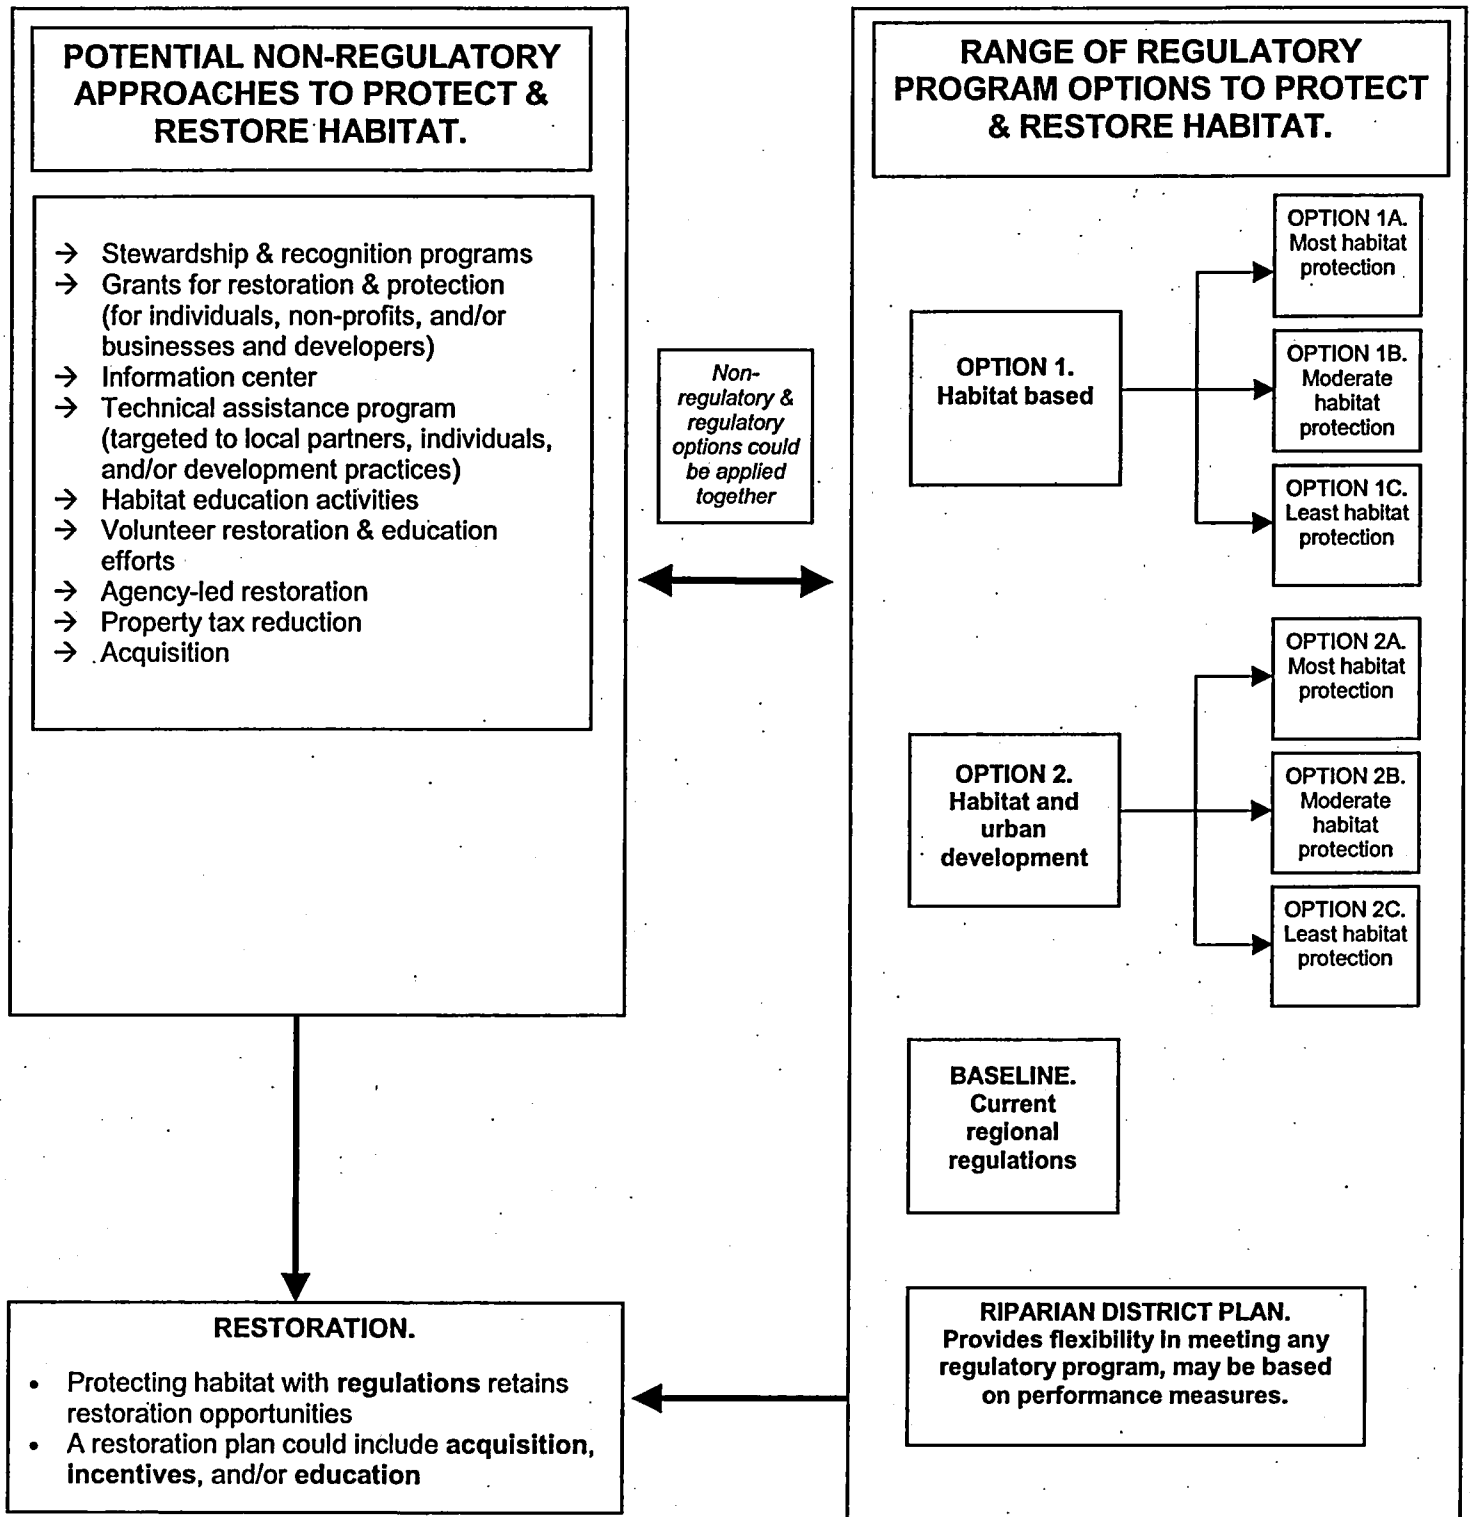 POTENTIAL NON-REGULATORY
APPROACHES TO PROTECT &
RESTORE HABITAT.
→ Stewardship & recognition programs
→ Grants for restoration & protection
(for individuals, non-profits, and/or
businesses and developers)
→ Information center
→ Technical assistance program
(targeted to local partners, individuals,
and/or development practices)
→ Habitat education activities
→ Volunteer restoration & education
efforts
→ Agency-led restoration
→ Property tax reduction
→ Acquisition
Non-
regulatory &
regulatory
options could
be applied
together
RANGE OF REGULATORY
PROGRAM OPTIONS TO PROTECT
& RESTORE HABITAT.
OPTION 1.
Habitat based
OPTION 1A.
Most habitat
protection
OPTION 1B.
Moderate
habitat
protection
OPTION 1C.
Least habitat
protection
OPTION 2.
Habitat and
urban
development
OPTION 2A.
Most habitat
protection
OPTION 2B.
Moderate
habitat
protection
OPTION 2C.
Least habitat
protection
BASELINE.
Current
regional
regulations
RIPARIAN DISTRICT PLAN.
Provides flexibility in meeting any
regulatory program, may be based
on performance measures.
RESTORATION.
• Protecting habitat with regulations retains
restoration opportunities
• A restoration plan could include acquisition,
incentives, and/or education